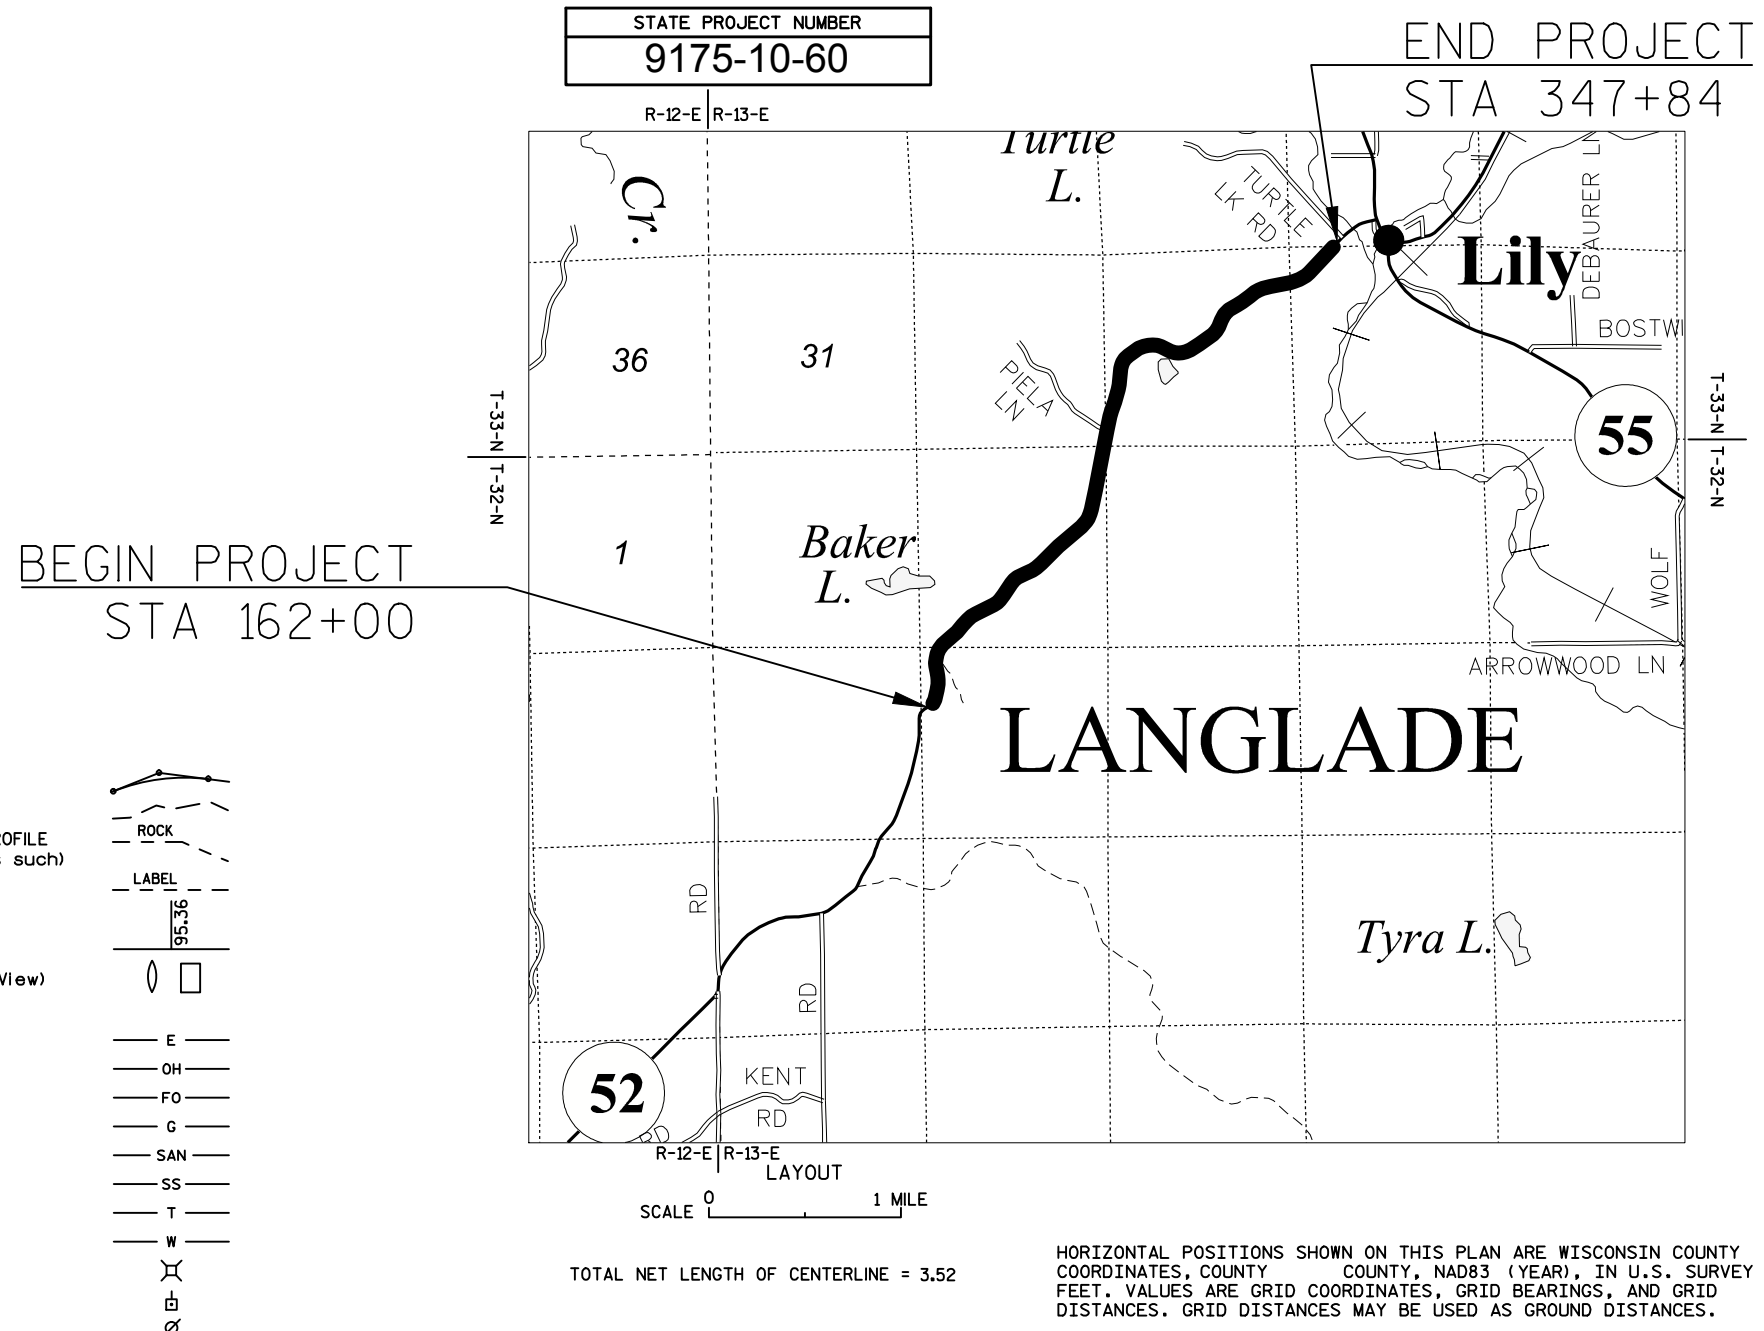 STATE PROJECT NUMBER
9175-10-60
END PROJECT
STA 347+84
R-12-E R-13-E
Turtle
L.
Cr.
TURTLE
LK RD
DEBAURER LN
Lily
BOSTWI
36
31
PIELA
LN
T-33-N
T-32-N
55
T-33-N
T-32-N
BEGIN PROJECT
STA 162+00
1
Baker
L.
WOLF
ARROWWOOD LN
LANGLADE
ROCK
OFILE
such)
LABEL
95.36
View)
RD
RD
Tyra L.
E
OH
FO
G
SAN
SS
T
W
52
KENT
RD
RD
R-12-E R-13-E
LAYOUT
SCALE 0 1 MILE
TOTAL NET LENGTH OF CENTERLINE = 3.52
HORIZONTAL POSITIONS SHOWN ON THIS PLAN ARE WISCONSIN COUNTY
COORDINATES, COUNTY COUNTY, NAD83 (YEAR), IN U.S. SURVEY
FEET. VALUES ARE GRID COORDINATES, GRID BEARINGS, AND GRID
DISTANCES. GRID DISTANCES MAY BE USED AS GROUND DISTANCES.